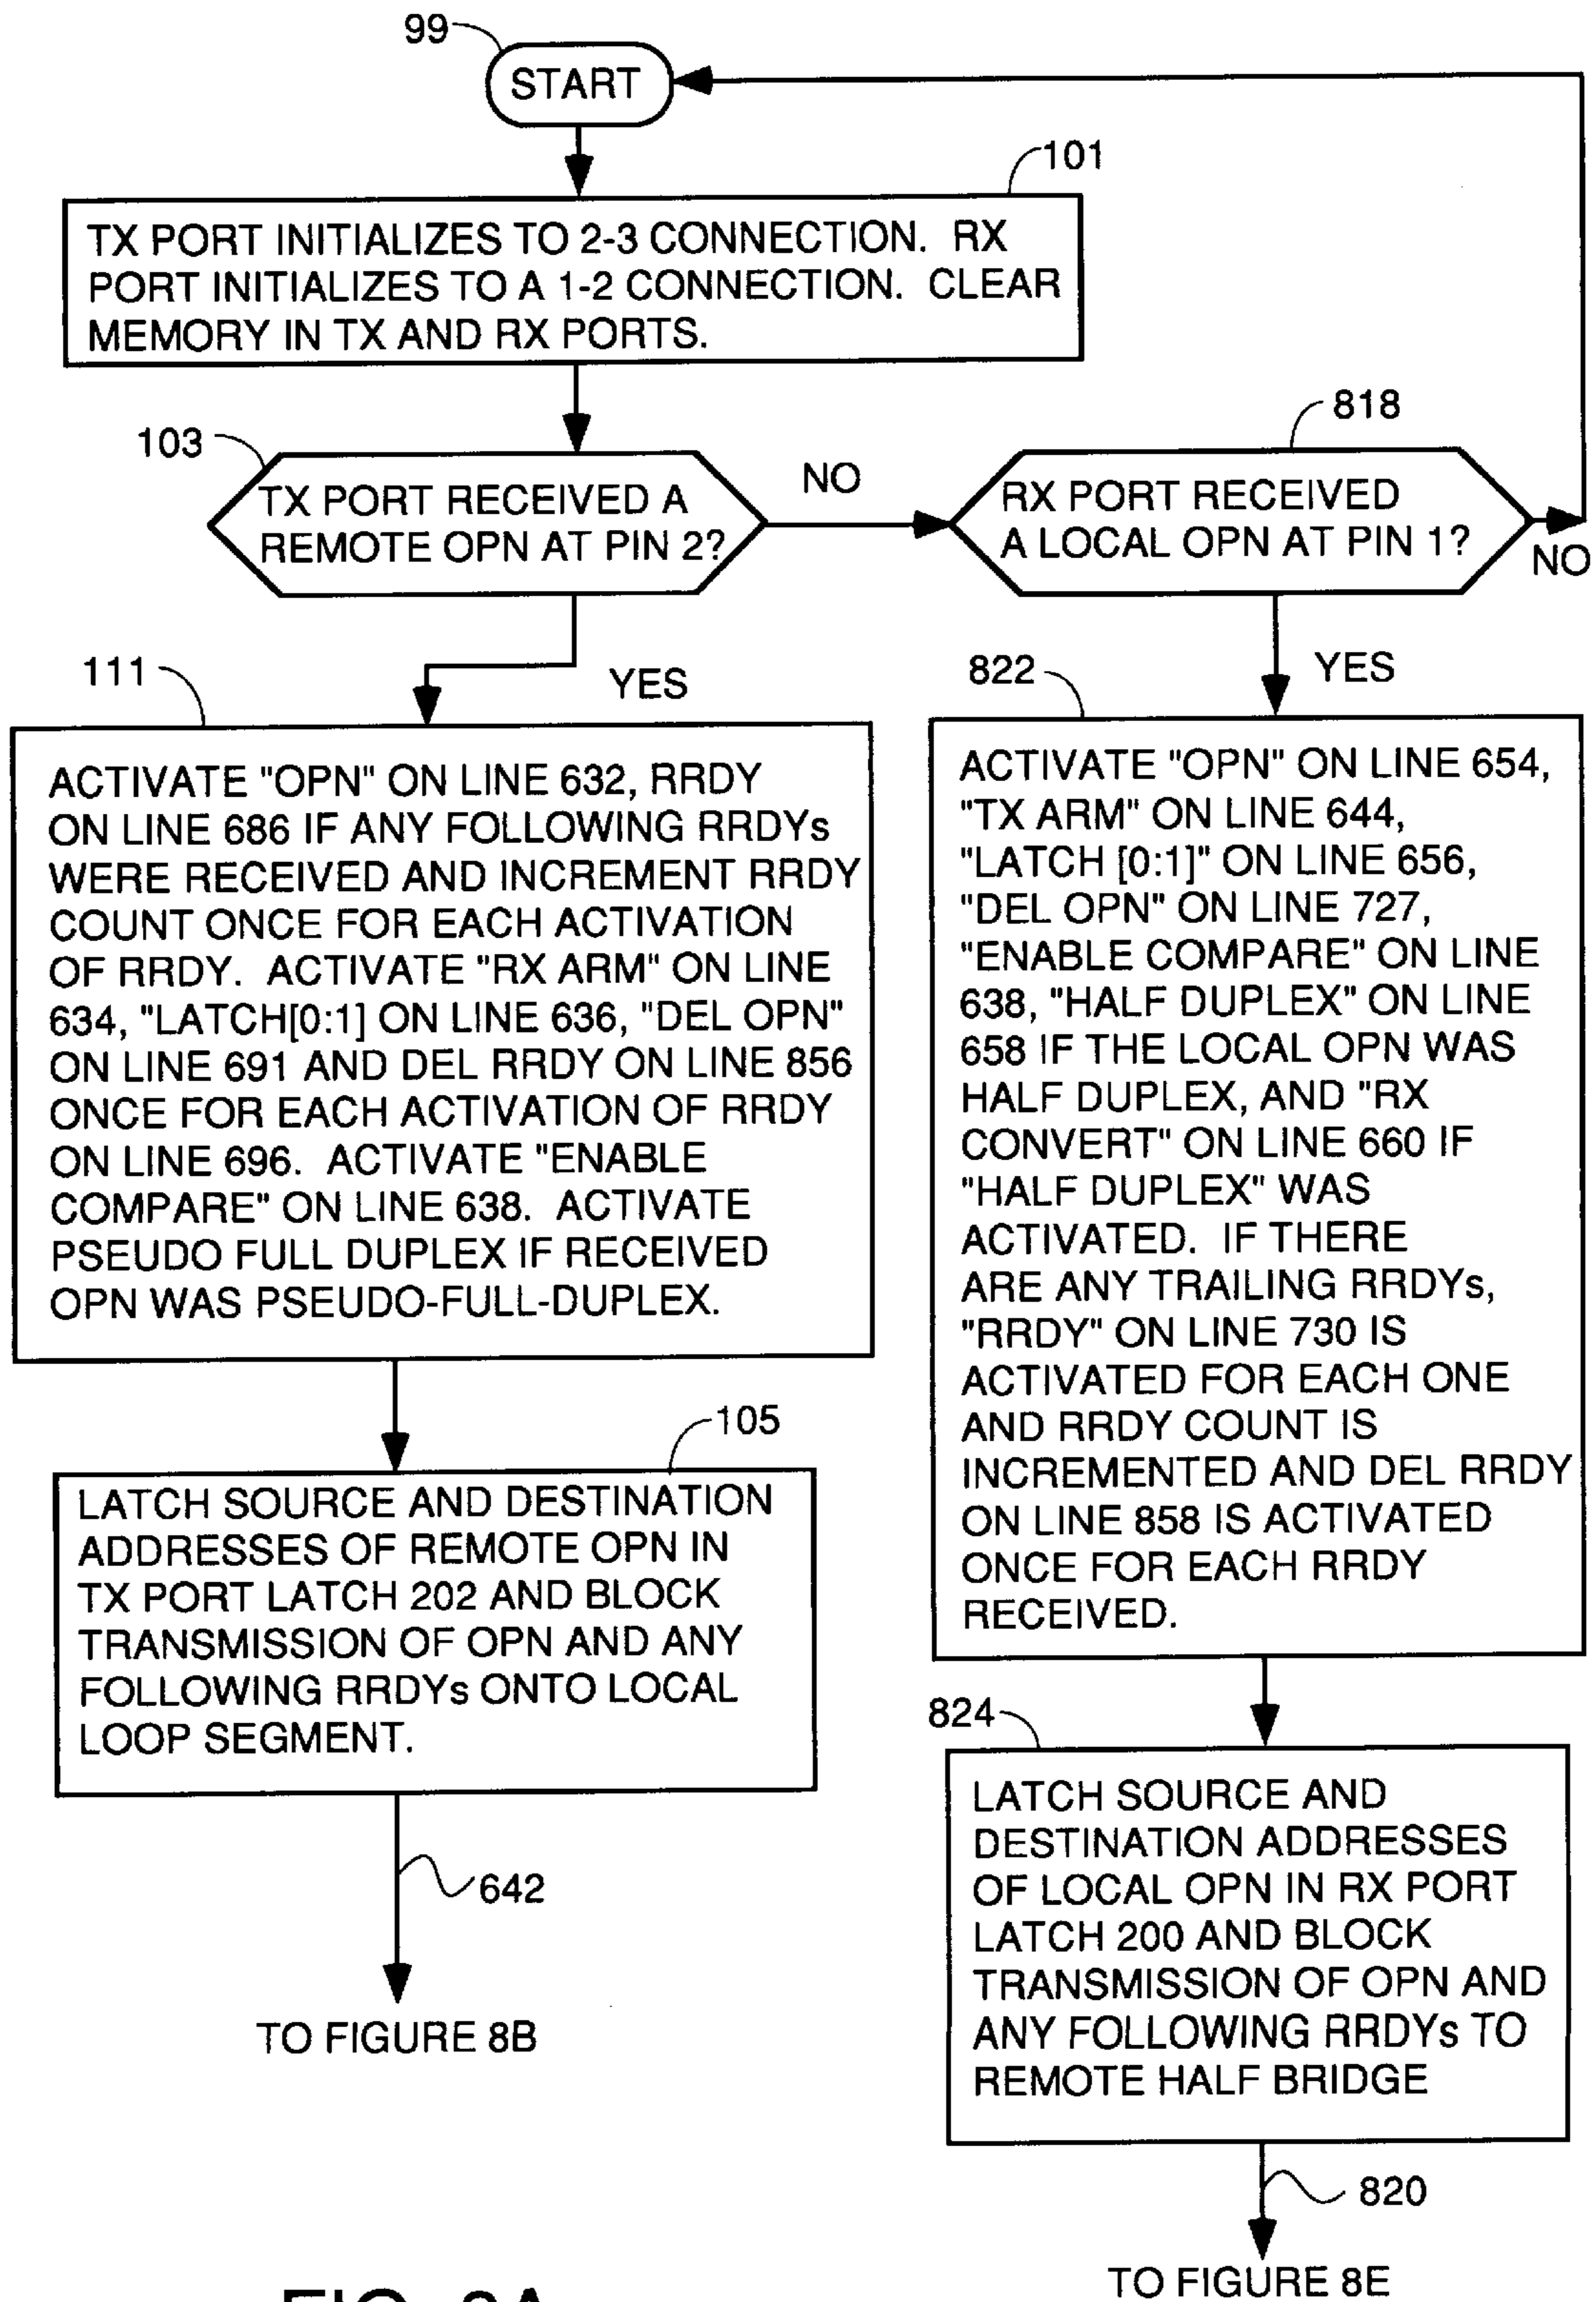 99
START
101
TX PORT INITIALIZES TO 2-3 CONNECTION. RX
PORT INITIALIZES TO A 1-2 CONNECTION. CLEAR
MEMORY IN TX AND RX PORTS.
103
TX PORT RECEIVED A
REMOTE OPN AT PIN 2?
NO
818
RX PORT RECEIVED
A LOCAL OPN AT PIN 1?
NO
111
YES
ACTIVATE "OPN" ON LINE 632, RRDY
ON LINE 686 IF ANY FOLLOWING RRDYs
WERE RECEIVED AND INCREMENT RRDY
COUNT ONCE FOR EACH ACTIVATION
OF RRDY. ACTIVATE "RX ARM" ON LINE
634, "LATCH[0:1] ON LINE 636, "DEL OPN"
ON LINE 691 AND DEL RRDY ON LINE 856
ONCE FOR EACH ACTIVATION OF RRDY
ON LINE 696. ACTIVATE "ENABLE
COMPARE" ON LINE 638. ACTIVATE
PSEUDO FULL DUPLEX IF RECEIVED
OPN WAS PSEUDO-FULL-DUPLEX.
105
LATCH SOURCE AND DESTINATION
ADDRESSES OF REMOTE OPN IN
TX PORT LATCH 202 AND BLOCK
TRANSMISSION OF OPN AND ANY
FOLLOWING RRDYs ONTO LOCAL
LOOP SEGMENT.
642
TO FIGURE 8B
822
YES
ACTIVATE "OPN" ON LINE 654,
"TX ARM" ON LINE 644,
"LATCH [0:1]" ON LINE 656,
"DEL OPN" ON LINE 727,
"ENABLE COMPARE" ON LINE
638, "HALF DUPLEX" ON LINE
658 IF THE LOCAL OPN WAS
HALF DUPLEX, AND "RX
CONVERT" ON LINE 660 IF
"HALF DUPLEX" WAS
ACTIVATED. IF THERE
ARE ANY TRAILING RRDYs,
"RRDY" ON LINE 730 IS
ACTIVATED FOR EACH ONE
AND RRDY COUNT IS
INCREMENTED AND DEL RRDY
ON LINE 858 IS ACTIVATED
ONCE FOR EACH RRDY
RECEIVED.
824
LATCH SOURCE AND
DESTINATION ADDRESSES
OF LOCAL OPN IN RX PORT
LATCH 200 AND BLOCK
TRANSMISSION OF OPN AND
ANY FOLLOWING RRDYs TO
REMOTE HALF BRIDGE
820
TO FIGURE 8E